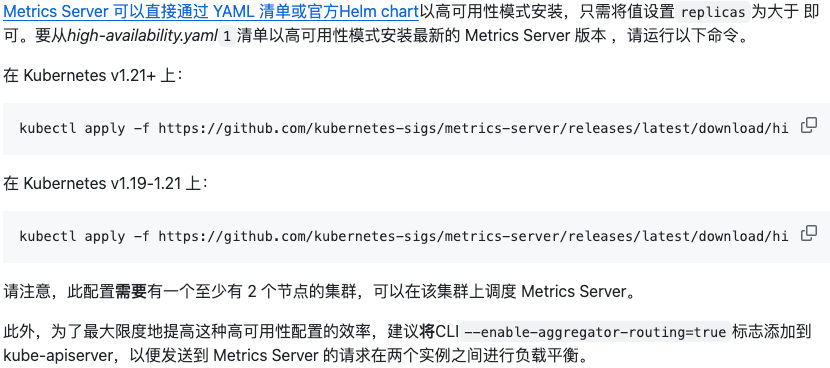 Metrics Server 可以直接通过 YAML 清单或官方Helm chart以高可用性模式安装，只需将值设置 replicas 为大于 即
可。要从high-availability.yaml 1 清单以高可用性模式安装最新的 Metrics Server 版本 ，请运行以下命令。
在 Kubernetes v1.21+ 上：
kubectl apply -f https://github.com/kubernetes-sigs/metrics-server/releases/latest/download/hi
在 Kubernetes v1.19-1.21 上：
kubectl apply -f https://github.com/kubernetes-sigs/metrics-server/releases/latest/download/hi
请注意，此配置需要有一个至少有 2 个节点的集群，可以在该集群上调度 Metrics Server。
此外，为了最大限度地提高这种高可用性配置的效率，建议将CLI --enable-aggregator-routing=true 标志添加到
kube-apiserver，以便发送到 Metrics Server 的请求在两个实例之间进行负载平衡。